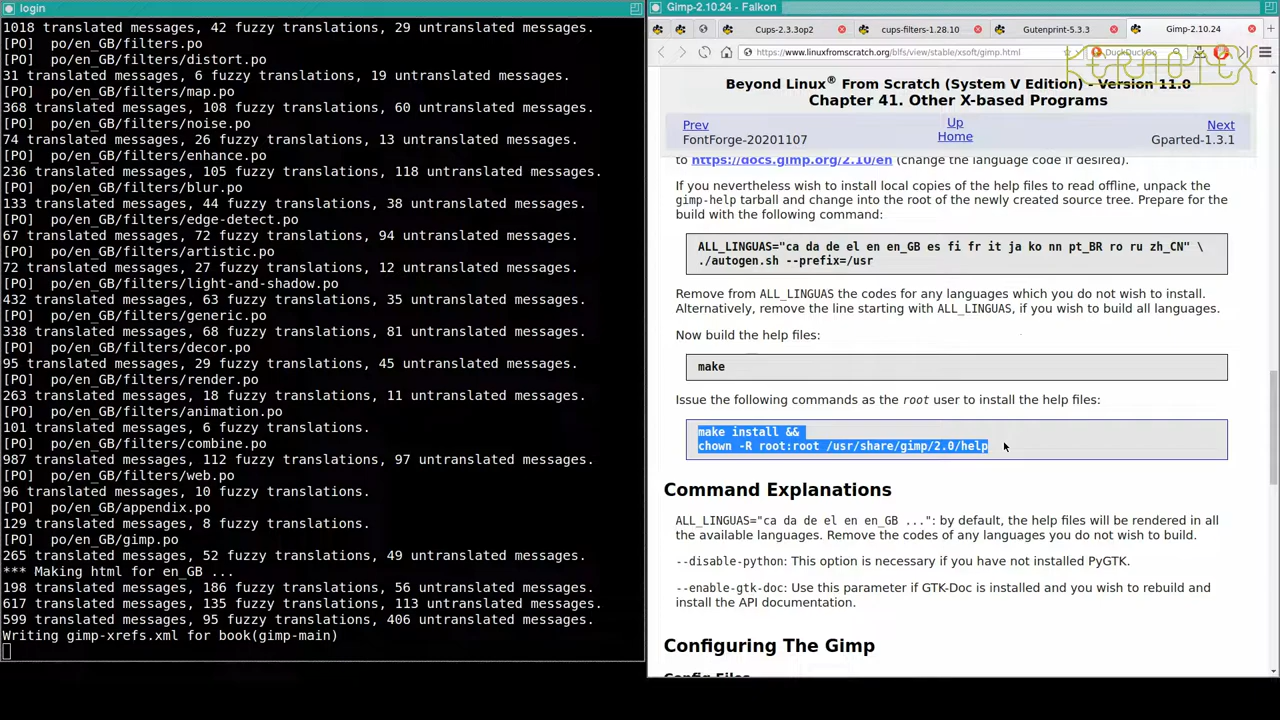 login
1018 translated messages, 42 fuzzy translations, 29 untranslated messages.
[PO] po/en_GB/filters.po
[PO] po/en_GB/filters/distort.po
31 translated messages, 6 fuzzy translations, 19 untranslated messages.
[PO] po/en_GB/filters/map.po
368 translated messages, 108 fuzzy translations, 60 untranslated messages.
[PO] po/en_GB/filters/noise.po
74 translated messages, 26 fuzzy translations, 13 untranslated messages.
[PO] po/en_GB/filters/enhance.po
236 translated messages, 105 fuzzy translations, 118 untranslated messages.
[PO] po/en_GB/filters/blur.po
133 translated messages, 44 fuzzy translations, 38 untranslated messages.
[PO] po/en_GB/filters/edge-detect.po
67 translated messages, 72 fuzzy translations, 94 untranslated messages.
[PO] po/en_GB/filters/artistic.po
72 translated messages, 27 fuzzy translations, 12 untranslated messages.
[PO] po/en_GB/filters/light-and-shadow.po
432 translated messages, 63 fuzzy translations, 35 untranslated messages.
[PO] po/en_GB/filters/generic.po
338 translated messages, 68 fuzzy translations, 81 untranslated messages.
[PO] po/en_GB/filters/decor.po
95 translated messages, 29 fuzzy translations, 45 untranslated messages.
[PO] po/en_GB/filters/render.po
263 translated messages, 18 fuzzy translations, 11 untranslated messages.
[PO] po/en_GB/filters/animation.po
101 translated messages, 6 fuzzy translations.
[PO] po/en_GB/filters/combine.po
987 translated messages, 112 fuzzy translations, 97 untranslated messages.
[PO] po/en_GB/filters/web.po
96 translated messages, 10 fuzzy translations.
[PO] po/en_GB/appendix.po
129 translated messages, 8 fuzzy translations.
[PO] po/en_GB/gimp.po
265 translated messages, 52 fuzzy translations, 49 untranslated messages.
*** Making html for en_GB ...
198 translated messages, 186 fuzzy translations, 56 untranslated messages.
617 translated messages, 135 fuzzy translations, 113 untranslated messages.
599 translated messages, 95 fuzzy translations, 406 untranslated messages.
Writing gimp-xrefs.xml for book(gimp-main)
Gimp-2.10.24 - Falkon
Cups-2.3.3op2
cups-filters-1.28.10
Gutenprint-5.3.3
Gimp-2.10.24
https://www.linuxfromscratch.org/blfs/view/stable/xsoft/gimp.html
DuckDuckGo
KERNOTEX
Beyond Linux® From Scratch (System V Edition) - Version 11.0
Chapter 41. Other X-based Programs
Prev
Up
Next
FontForge-20201107
Home
Gparted-1.3.1
to https://docs.gimp.org/2.10/en (change the language code if desired).
If you nevertheless wish to install local copies of the help files to read offline, unpack the
gimp-help tarball and change into the root of the newly created source tree. Prepare for the
build with the following command:
ALL_LINGUAS="ca da de el en en_GB es fi fr it ja ko nn pt_BR ro ru zh_CN" \
./autogen.sh --prefix=/usr
Remove from ALL_LINGUAS the codes for any languages which you do not wish to install.
Alternatively, remove the line starting with ALL_LINGUAS, if you wish to build all languages.
Now build the help files:
make
Issue the following commands as the root user to install the help files:
make install &&
chown -R root:root /usr/share/gimp/2.0/help
Command Explanations
ALL_LINGUAS="ca da de el en en_GB ...": by default, the help files will be rendered in all
the available languages. Remove the codes of any languages you do not wish to build.
--disable-python: This option is necessary if you have not installed PyGTK.
--enable-gtk-doc: Use this parameter if GTK-Doc is installed and you wish to rebuild and
install the API documentation.
Configuring The Gimp
Config Files